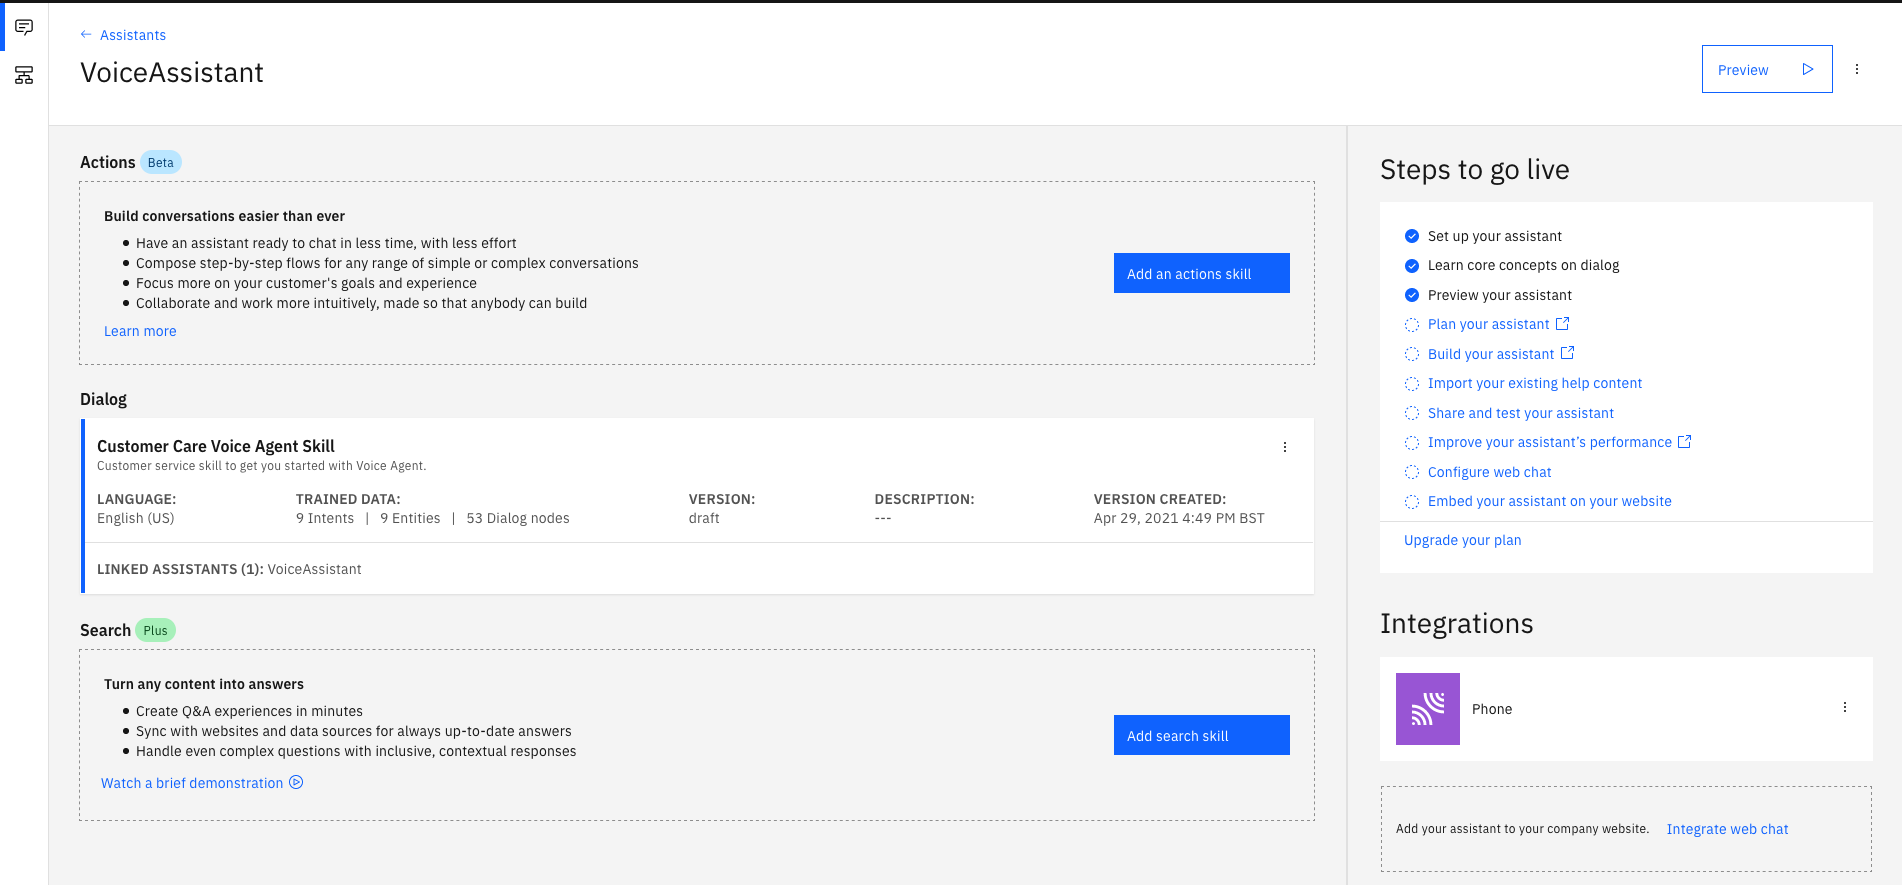 Assistants
VoiceAssistant
Preview
Actions Beta
Build conversations easier than ever
Have an assistant ready to chat in less time, with less effort
Compose step-by-step flows for any range of simple or complex conversations
Focus more on your customer's goals and experience
Collaborate and work more intuitively, made so that anybody can build
Learn more
Add an actions skill
Dialog
Customer Care Voice Agent Skill
Customer service skill to get you started with Voice Agent.
LANGUAGE: TRAINED DATA: VERSION: DESCRIPTION: VERSION CREATED:
English (US) 9 Intents | 9 Entities | 53 Dialog nodes draft --- Apr 29, 2021 4:49 PM BST
LINKED ASSISTANTS (1): VoiceAssistant
Search Plus
Turn any content into answers
Create Q&A experiences in minutes
Sync with websites and data sources for always up-to-date answers
Handle even complex questions with inclusive, contextual responses
Watch a brief demonstration
Add search skill
Steps to go live
Set up your assistant
Learn core concepts on dialog
Preview your assistant
Plan your assistant
Build your assistant
Import your existing help content
Share and test your assistant
Improve your assistant’s performance
Configure web chat
Embed your assistant on your website
Upgrade your plan
Integrations
Phone
Add your assistant to your company website. Integrate web chat